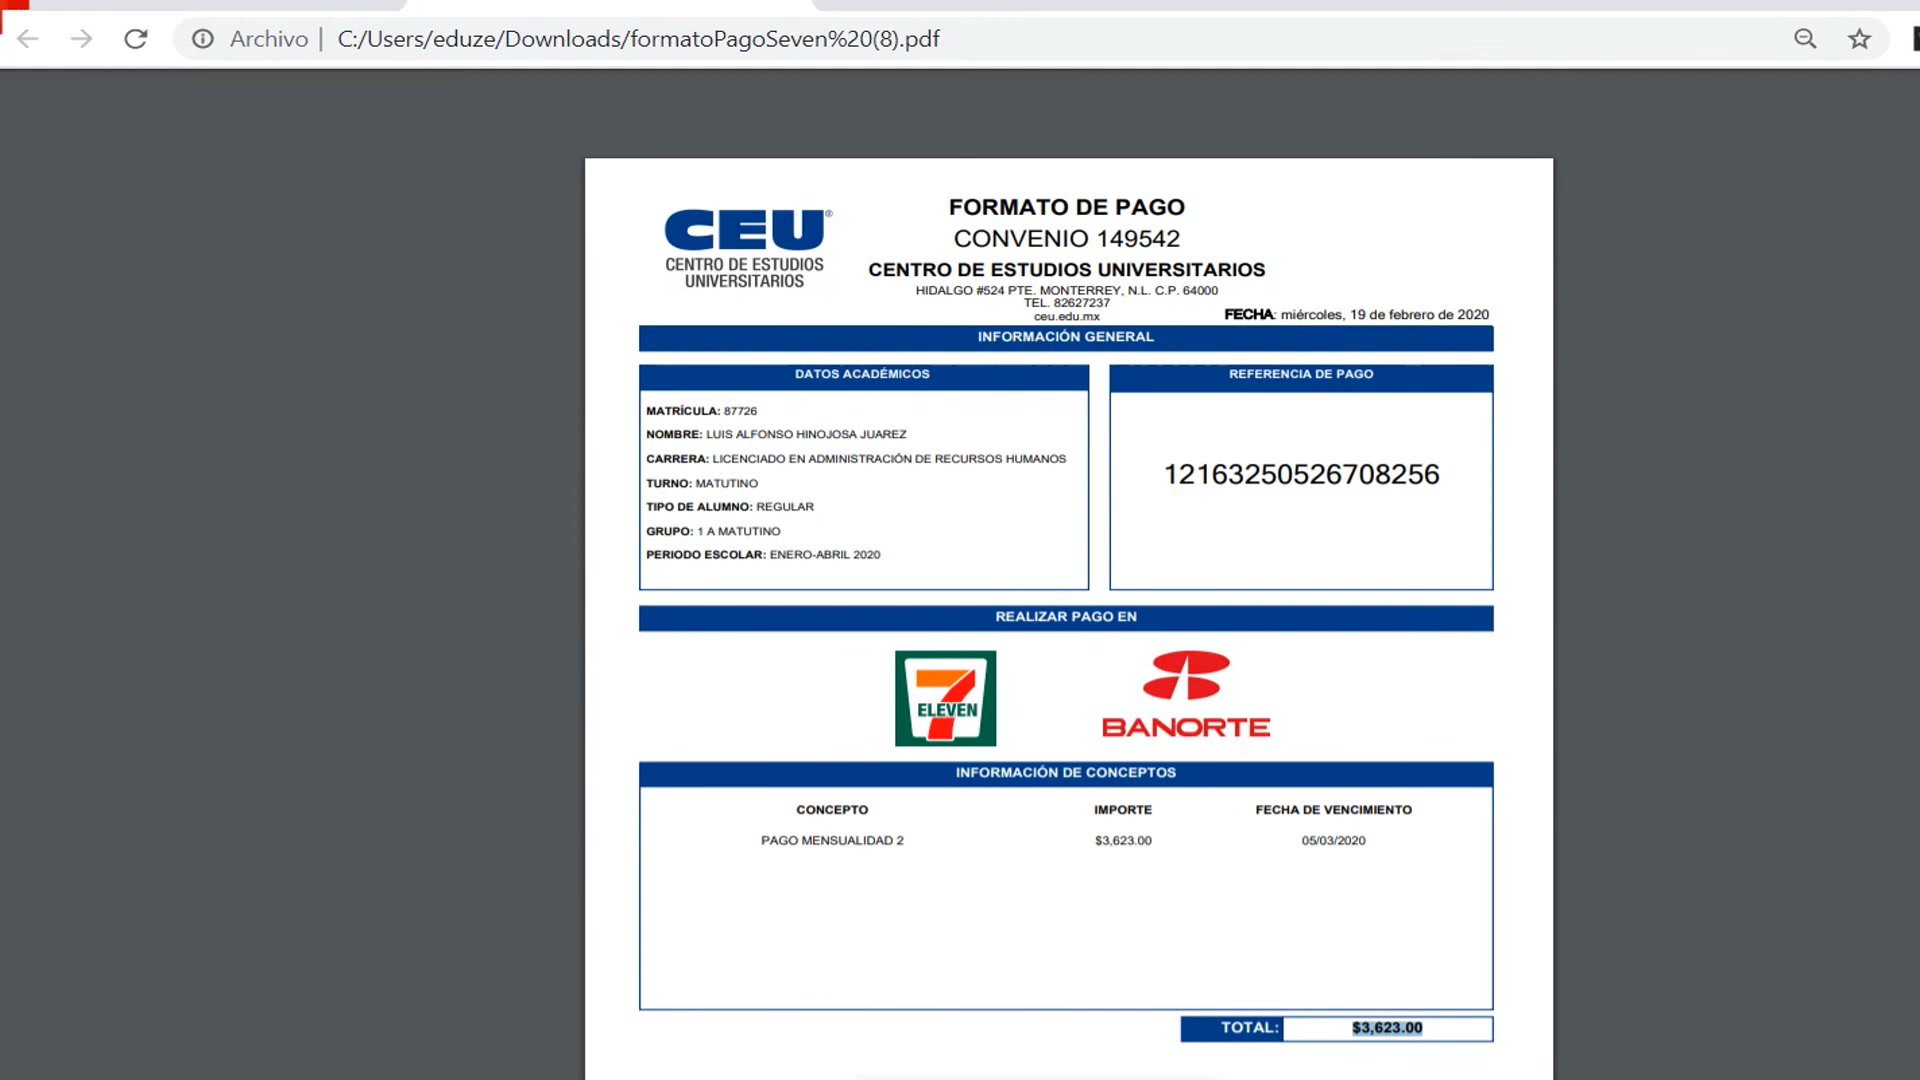 Archivo | C:/Users/eduze/Downloads/formatoPagoSeven%20(8).pdf
CEU®
CENTRO DE ESTUDIOS
UNIVERSITARIOS
FORMATO DE PAGO
CONVENIO 149542
CENTRO DE ESTUDIOS UNIVERSITARIOS
HIDALGO #524 PTE. MONTERREY, N.L. C.P. 64000
TEL. 82627237
ceu.edu.mx
FECHA: miércoles, 19 de febrero de 2020
INFORMACIÓN GENERAL
DATOS ACADÉMICOS
MATRÍCULA: 87726
NOMBRE: LUIS ALFONSO HINOJOSA JUAREZ
CARRERA: LICENCIADO EN ADMINISTRACIÓN DE RECURSOS HUMANOS
TURNO: MATUTINO
TIPO DE ALUMNO: REGULAR
GRUPO: 1 A MATUTINO
PERIODO ESCOLAR: ENERO-ABRIL 2020
REFERENCIA DE PAGO
12163250526708256
REALIZAR PAGO EN
7 ELEVEN
BANORTE
INFORMACIÓN DE CONCEPTOS
CONCEPTO IMPORTE FECHA DE VENCIMIENTO
PAGO MENSUALIDAD 2 $3,623.00 05/03/2020
TOTAL: $3,623.00